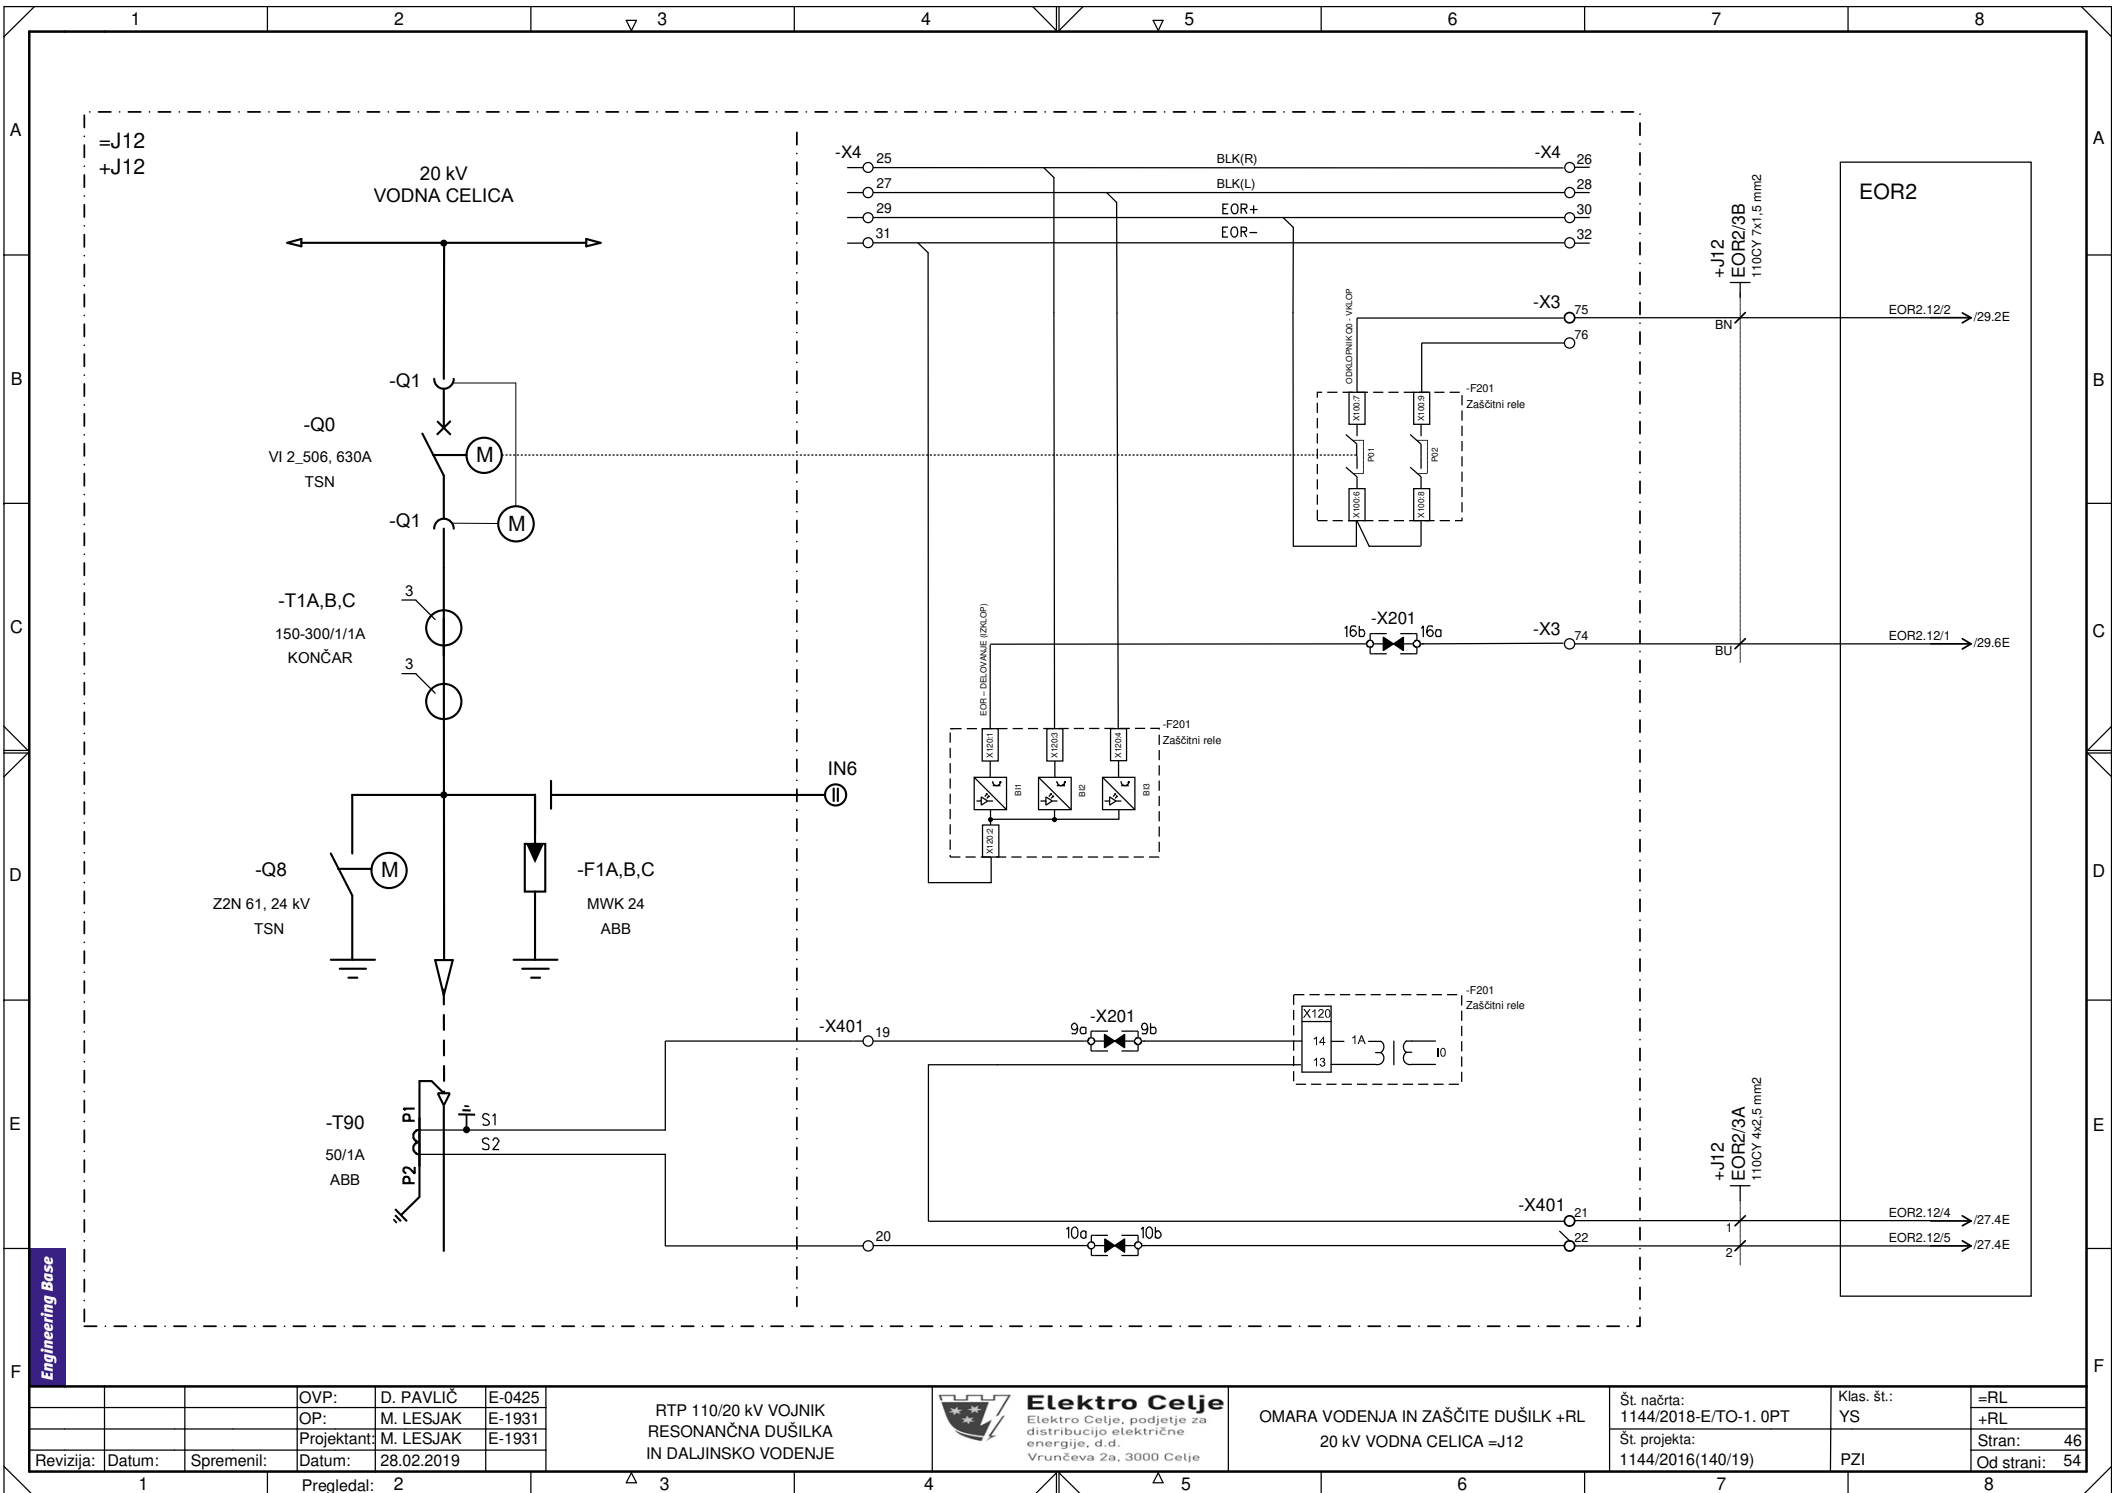 1 2 3 4 5 6 7 8
A A
B B
C C
D D
E E
F F
=J12
+J12
20 kV
VODNA CELICA
-Q1
-Q0
VI 2_506, 630A
TSN
M
-Q1
M
-T1A,B,C
150-300/1/1A
KONČAR
3
3
IN6
-Q8
Z2N 61, 24 kV
TSN
M
-F1A,B,C
MWK 24
ABB
-T90
50/1A
ABB
P1
P2
S1
S2
-X4 25 BLK(R) -X4 26
27 BLK(L) 28
29 EOR+ 30
31 EOR- 32
ODKLOPNIK Q0 - VKLOP
-X3 75
76
-F201
Zaščitni rele
X100:7 X100:9
P01 P02
X100:6 X100:8
EOR - DELOVANJE (IZKLOP)
-X201
16b 16a
-X3 74
-F201
Zaščitni rele
X120:1 X120:3 X120:4
BI1 BI2 BI3
X120:2
-X401 19
-X201
9a 9b
-F201
Zaščitni rele
X120
14 1A I0
13
-X401 21
20
10a 10b
22
+J12
EOR2/3B
110CY 7x1,5 mm2
BN
BU
+J12
EOR2/3A
110CY 4x2,5 mm2
1
2
EOR2
EOR2.12/2 /29.2E
EOR2.12/1 /29.6E
EOR2.12/4 /27.4E
EOR2.12/5 /27.4E
Engineering Base
OVP: D. PAVLIČ E-0425
OP: M. LESJAK E-1931
Projektant: M. LESJAK E-1931
Revizija: Datum: Spremenil: Datum: 28.02.2019
Pregledal:
RTP 110/20 kV VOJNIK
RESONANČNA DUŠILKA
IN DALJINSKO VODENJE
Elektro Celje
Elektro Celje, podjetje za
distribucijo električne
energije, d.d.
Vrunčeva 2a, 3000 Celje
OMARA VODENJA IN ZAŠČITE DUŠILK +RL
20 kV VODNA CELICA =J12
Št. načrta:
1144/2018-E/TO-1. 0PT
Št. projekta:
1144/2016(140/19)
Klas. št.:
YS
PZI
=RL
+RL
Stran: 46
Od strani: 54
1 2 3 4 5 6 7 8